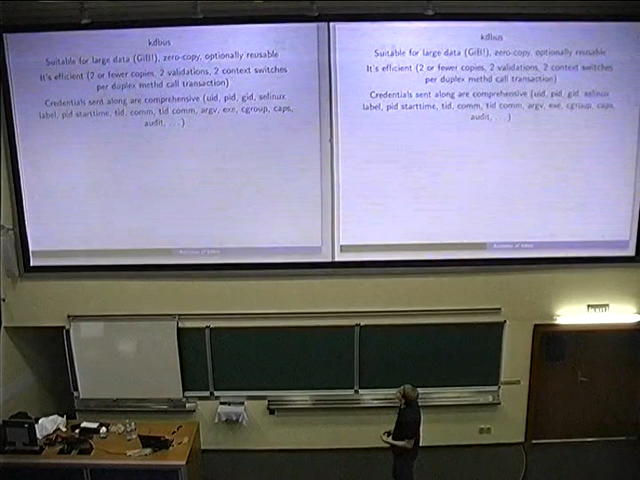 kdbus
Suitable for large data (GiB!), zero-copy, optionally reusable
It's efficient (2 or fewer copies, 2 validations, 2 context switches
per duplex methd call transaction)
Credentials sent along are comprehensive (uid, pid, gid, selinux
label, pid starttime, tid, comm, tid comm, argv, exe, cgroup, caps,
audit, . . . )
kdbus
Suitable for large data (GiB!), zero-copy, optionally reusable
It's efficient (2 or fewer copies, 2 validations, 2 context switches
per duplex methd call transaction)
Credentials sent along are comprehensive (uid, pid, gid, selinux
label, pid starttime, tid, comm, tid comm, argv, exe, cgroup, caps,
audit, . . . )